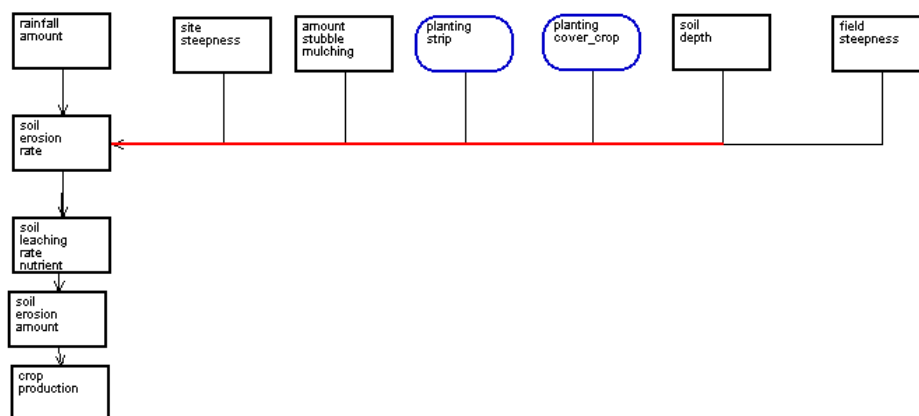 rainfall
amount
site
steepness
amount
stubble
mulching
planting
strip
planting
cover_crop
soil
depth
field
steepness
soil
erosion
rate
soil
leaching
rate
nutrient
soil
erosion
amount
crop
production